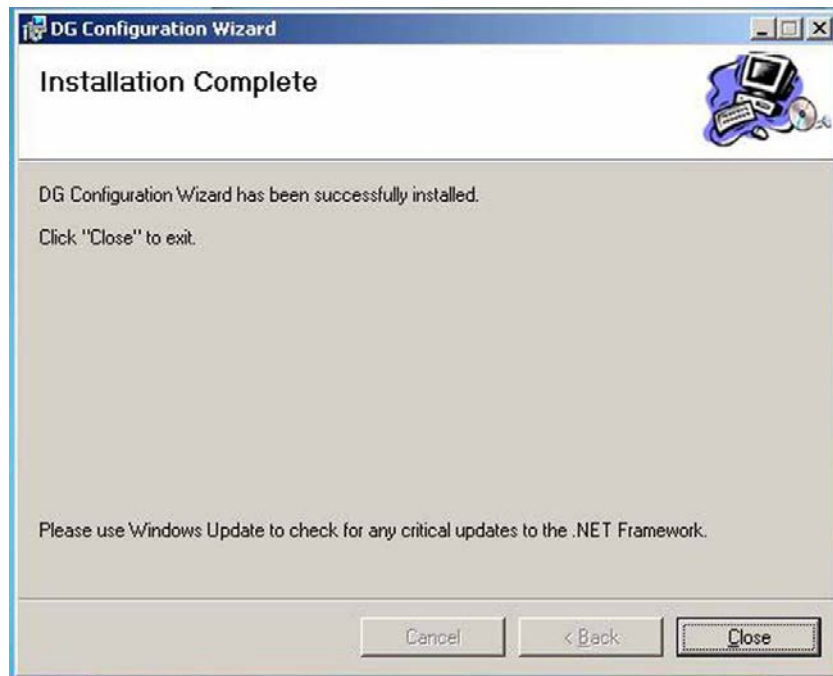 DG Configuration Wizard
Installation Complete
DG Configuration Wizard has been successfully installed.
Click "Close" to exit.
Please use Windows Update to check for any critical updates to the .NET Framework.
Cancel
< Back
Close